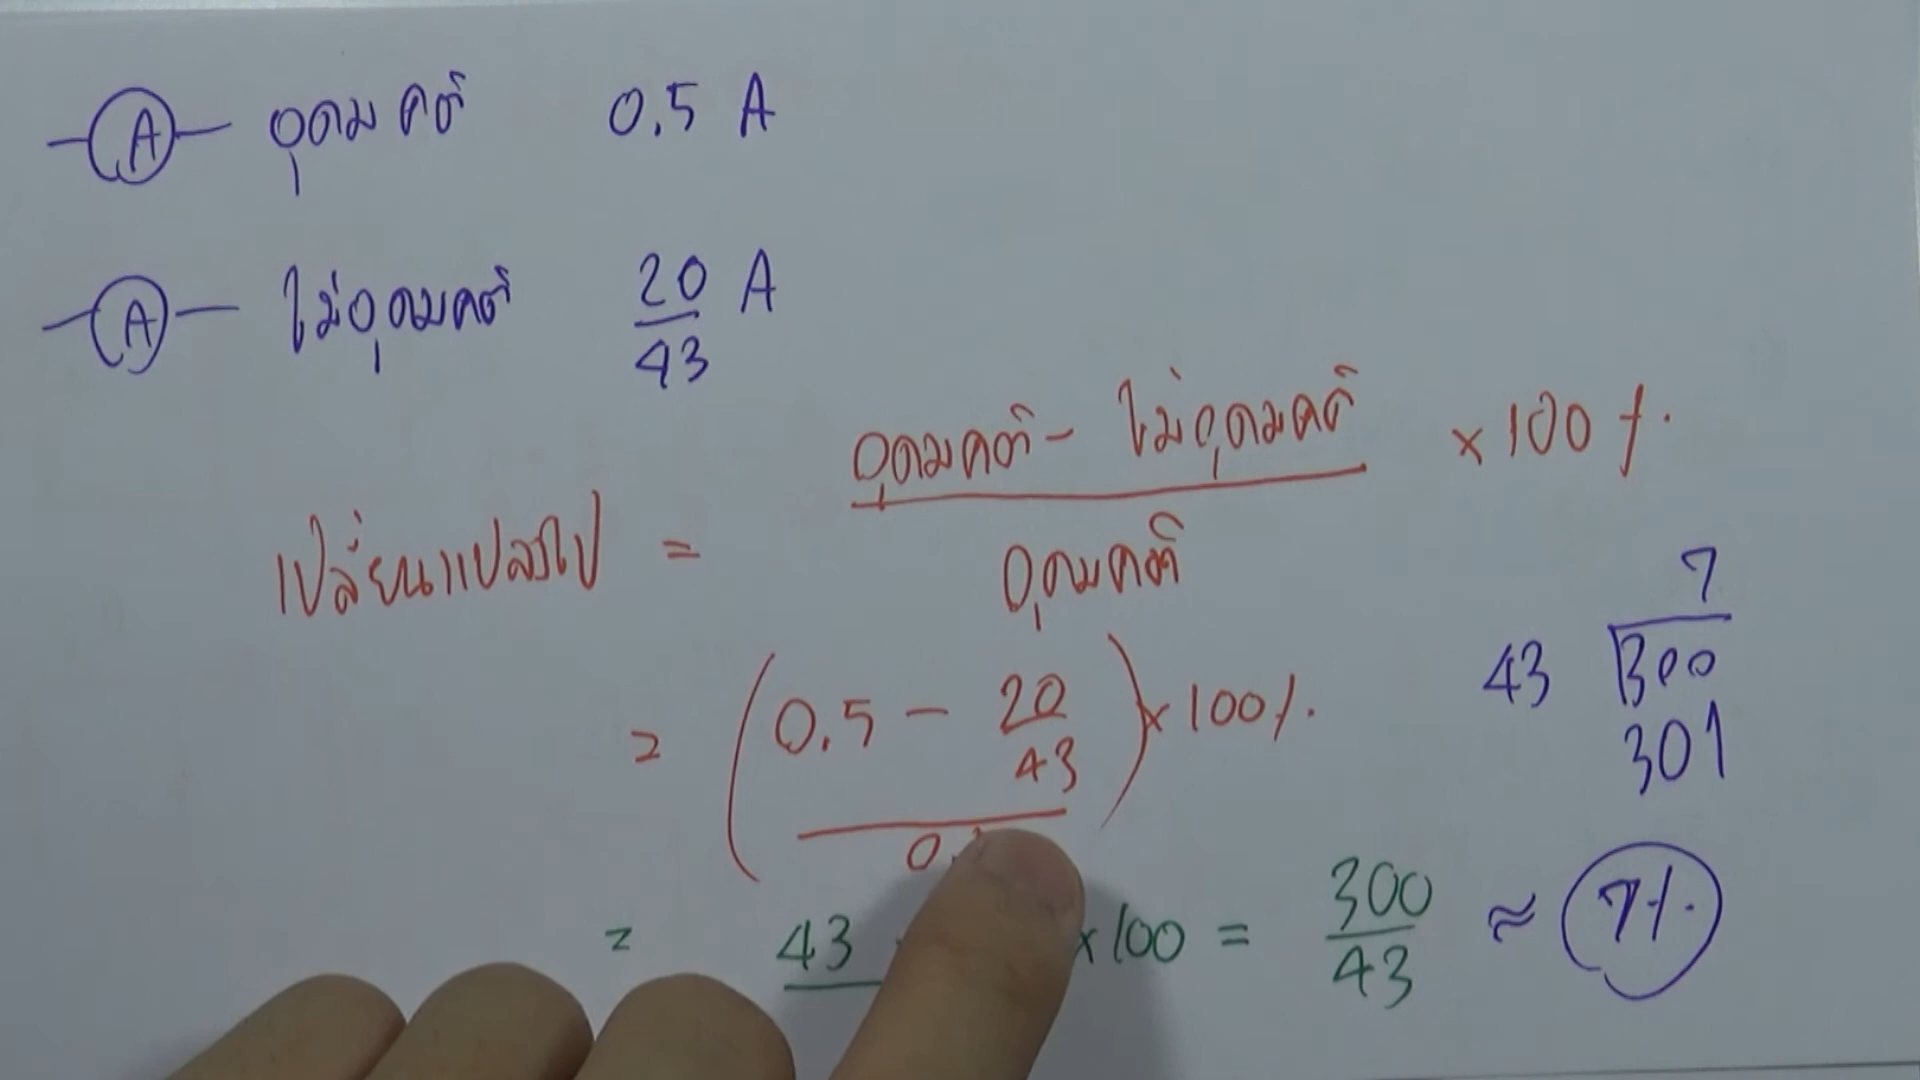 A อุดมคติ 0.5 A
A ไม่อุดมคติ 20/43 A
เปลี่ยนแปลงไป = อุดมคติ - ไม่อุดมคติ / อุดมคติ × 100 %
= (0.5 - 20/43 / 0.) × 100 %
7
43 300
301
= 43 × 100 = 300/43 ≈ 7%